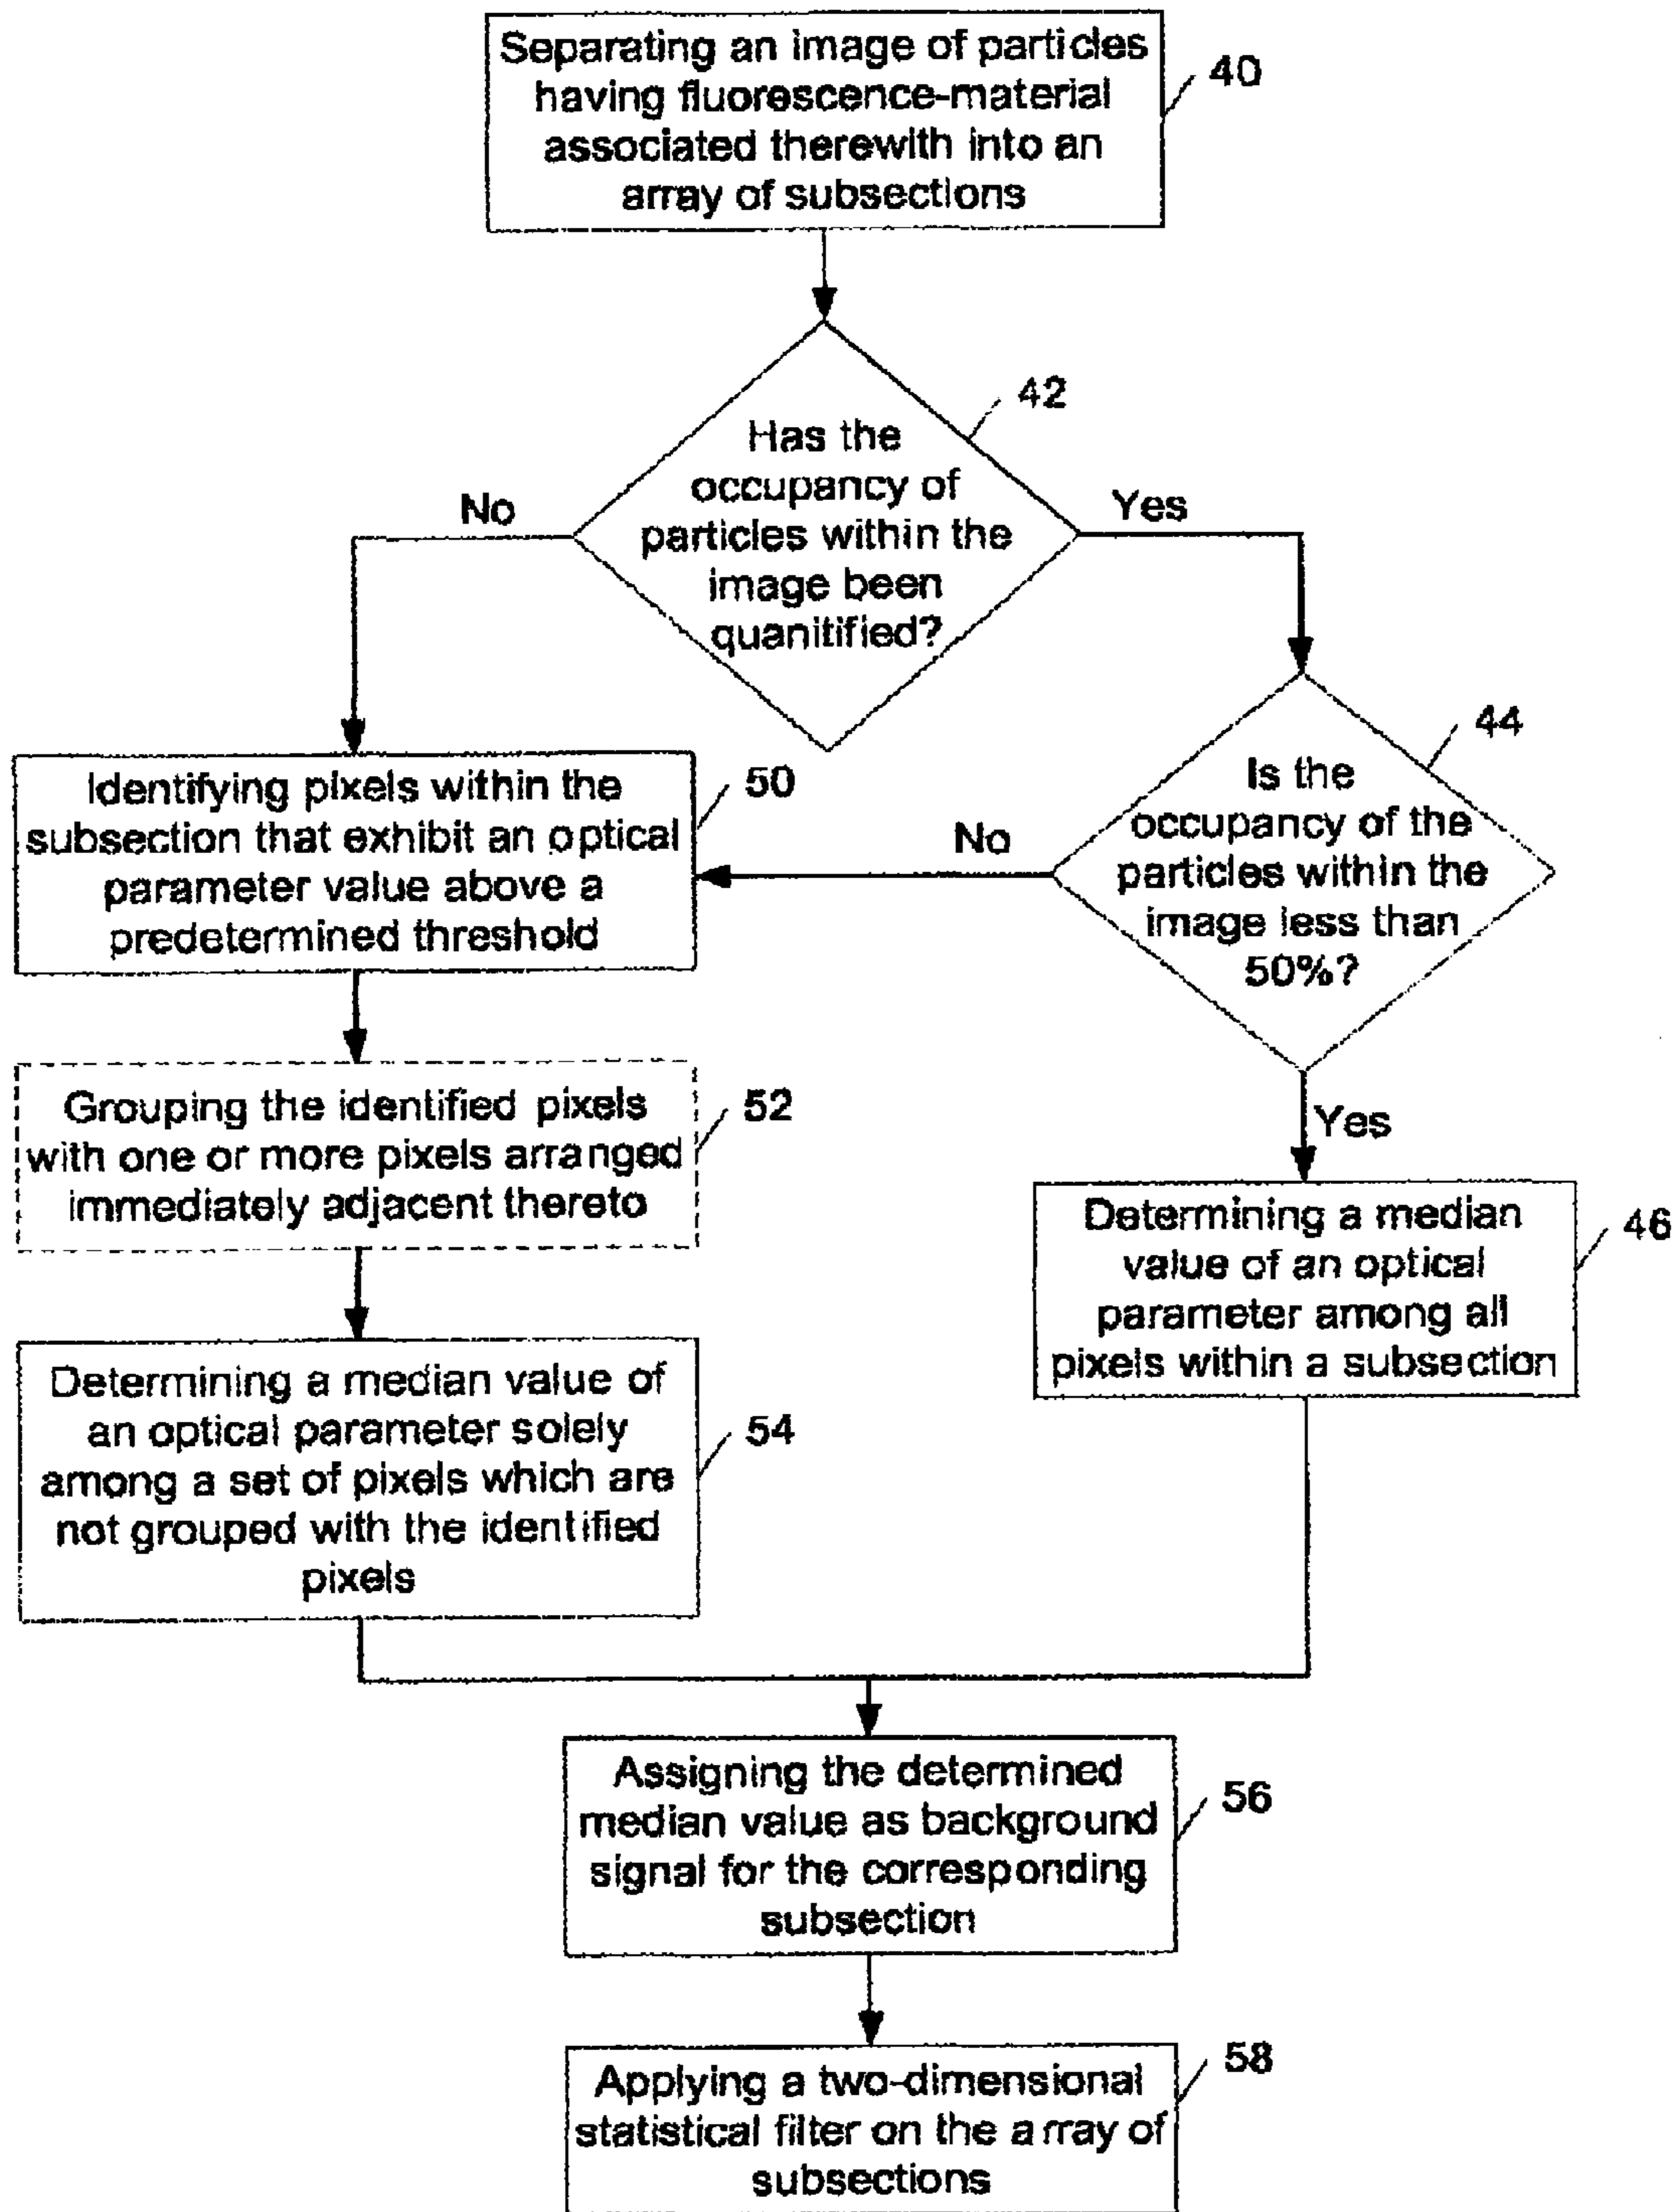 Separating an image of particles
having fluorescence-material
associated therewith into an
array of subsections
40
Has the
occupancy of
particles within the
image been
quanitified?
42
No
Yes
Is the
occupancy of the
particles within the
image less than
50%?
44
No
Yes
Identifying pixels within the
subsection that exhibit an optical
parameter value above a
predetermined threshold
50
Grouping the identified pixels
with one or more pixels arranged
immediately adjacent thereto
52
Determining a median
value of an optical
parameter among all
pixels within a subsection
46
Determining a median value of
an optical parameter solely
among a set of pixels which are
not grouped with the identified
pixels
54
Assigning the determined
median value as background
signal for the corresponding
subsection
56
Applying a two-dimensional
statistical filter on the array of
subsections
58